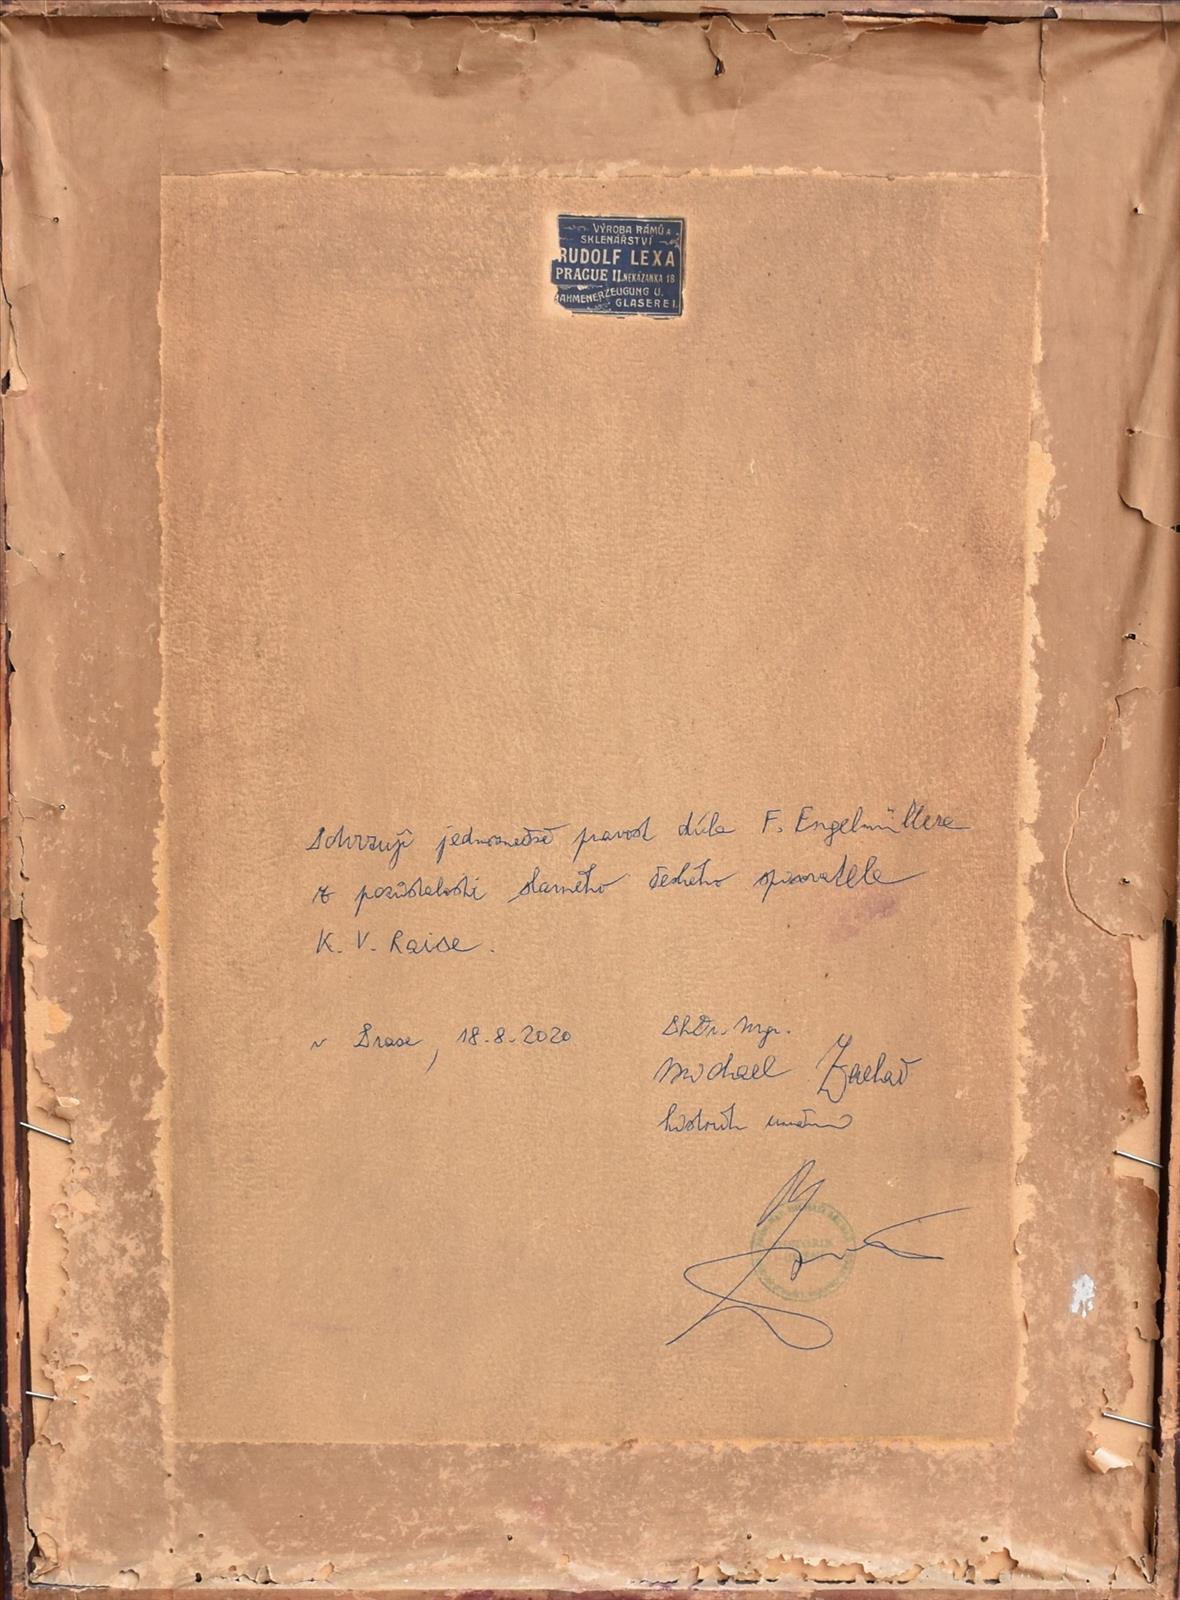 VÝROBA RÁMŮ A
SKLENÁŘSTVÍ
RUDOLF LEXA
PRAGUE II. NEKÁZANKA 18
RAHMENERZEUGUNG U.
GLASEREI.
Potvrzuji jednoznačně pravost díla F. Engelmüllera
z pozůstalosti slavného českého spisovatele
K. V. Raise.
v Praze, 18.8.2020
PhDr. Mgr.
Michael Zachař
historik umění
HISTORIK